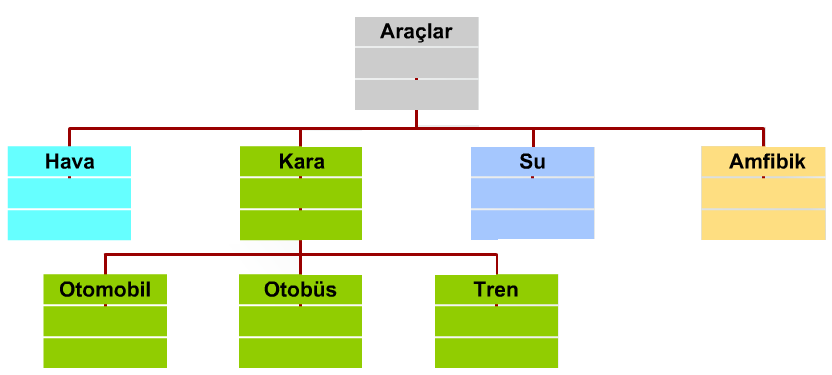 Araçlar
Hava
Kara
Su
Amfibik
Otomobil
Otobüs
Tren